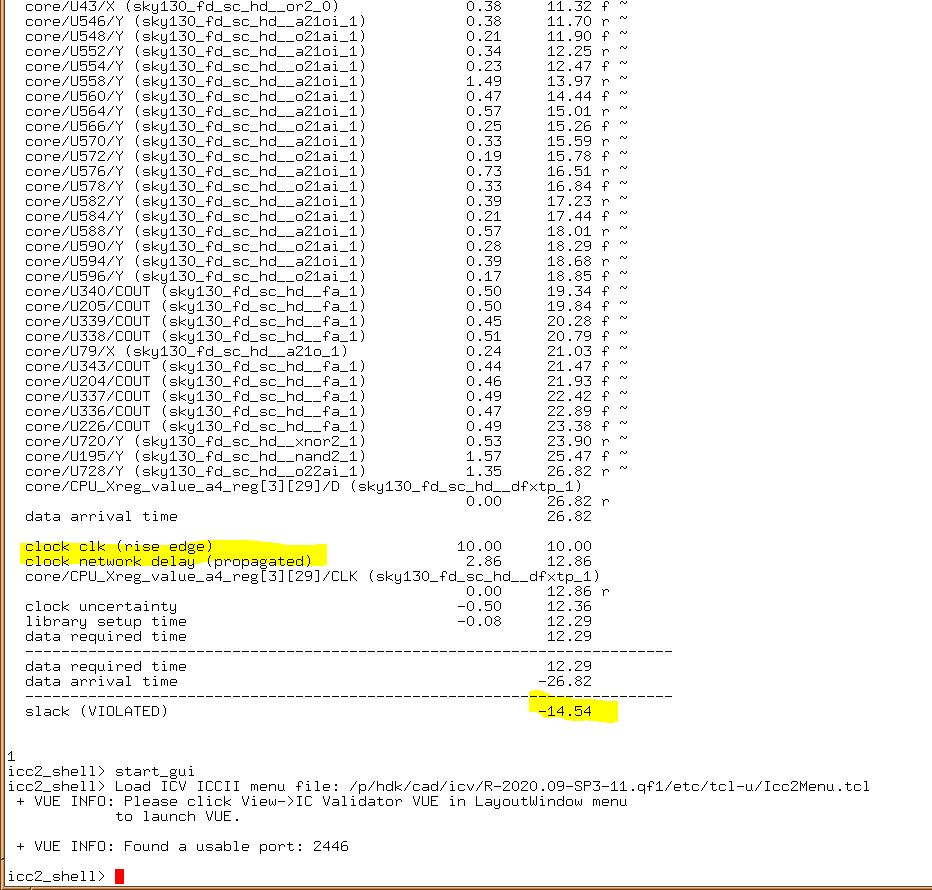 core/U43/X (sky130_fd_sc_hd__or2_0) 0.38 11.32 f ~
core/U546/Y (sky130_fd_sc_hd__a21oi_1) 0.38 11.70 r ~
core/U548/Y (sky130_fd_sc_hd__o21ai_1) 0.21 11.90 f ~
core/U552/Y (sky130_fd_sc_hd__a21oi_1) 0.34 12.25 r ~
core/U554/Y (sky130_fd_sc_hd__o21ai_1) 0.23 12.47 f ~
core/U558/Y (sky130_fd_sc_hd__a21oi_1) 1.49 13.97 r ~
core/U560/Y (sky130_fd_sc_hd__o21ai_1) 0.47 14.44 f ~
core/U564/Y (sky130_fd_sc_hd__a21oi_1) 0.57 15.01 r ~
core/U566/Y (sky130_fd_sc_hd__o21ai_1) 0.25 15.26 f ~
core/U570/Y (sky130_fd_sc_hd__a21oi_1) 0.33 15.59 r ~
core/U572/Y (sky130_fd_sc_hd__o21ai_1) 0.19 15.78 f ~
core/U576/Y (sky130_fd_sc_hd__a21oi_1) 0.73 16.51 r ~
core/U578/Y (sky130_fd_sc_hd__o21ai_1) 0.33 16.84 f ~
core/U582/Y (sky130_fd_sc_hd__a21oi_1) 0.39 17.23 r ~
core/U584/Y (sky130_fd_sc_hd__o21ai_1) 0.21 17.44 f ~
core/U588/Y (sky130_fd_sc_hd__a21oi_1) 0.57 18.01 r ~
core/U590/Y (sky130_fd_sc_hd__o21ai_1) 0.28 18.29 f ~
core/U594/Y (sky130_fd_sc_hd__a21oi_1) 0.39 18.68 r ~
core/U596/Y (sky130_fd_sc_hd__o21ai_1) 0.17 18.85 f ~
core/U340/COUT (sky130_fd_sc_hd__fa_1) 0.50 19.34 f ~
core/U205/COUT (sky130_fd_sc_hd__fa_1) 0.50 19.84 f ~
core/U339/COUT (sky130_fd_sc_hd__fa_1) 0.45 20.28 f ~
core/U338/COUT (sky130_fd_sc_hd__fa_1) 0.51 20.79 f ~
core/U79/X (sky130_fd_sc_hd__a21o_1) 0.24 21.03 f ~
core/U343/COUT (sky130_fd_sc_hd__fa_1) 0.44 21.47 f ~
core/U204/COUT (sky130_fd_sc_hd__fa_1) 0.46 21.93 f ~
core/U337/COUT (sky130_fd_sc_hd__fa_1) 0.49 22.42 f ~
core/U336/COUT (sky130_fd_sc_hd__fa_1) 0.47 22.89 f ~
core/U226/COUT (sky130_fd_sc_hd__fa_1) 0.49 23.38 f ~
core/U720/Y (sky130_fd_sc_hd__xnor2_1) 0.53 23.90 r ~
core/U195/Y (sky130_fd_sc_hd__nand2_1) 1.57 25.47 f ~
core/U728/Y (sky130_fd_sc_hd__o22ai_1) 1.35 26.82 r ~
core/CPU_Xreg_value_a4_reg[3][29]/D (sky130_fd_sc_hd__dfxtp_1)
0.00 26.82 r
data arrival time 26.82
clock clk (rise edge) 10.00 10.00
clock network delay (propagated) 2.86 12.86
core/CPU_Xreg_value_a4_reg[3][29]/CLK (sky130_fd_sc_hd__dfxtp_1)
0.00 12.86 r
clock uncertainty -0.50 12.36
library setup time -0.08 12.29
data required time 12.29
---------------------------------------------------------------------------
data required time 12.29
data arrival time -26.82
---------------------------------------------------------------------------
slack (VIOLATED) -14.54
1
icc2_shell> start_gui
icc2_shell> Load ICV ICCII menu file: /p/hdk/cad/icv/R-2020.09-SP3-11.qf1/etc/tcl-u/Icc2Menu.tcl
+ VUE INFO: Please click View->IC Validator VUE in LayoutWindow menu
to launch VUE.
+ VUE INFO: Found a usable port: 2446
icc2_shell>